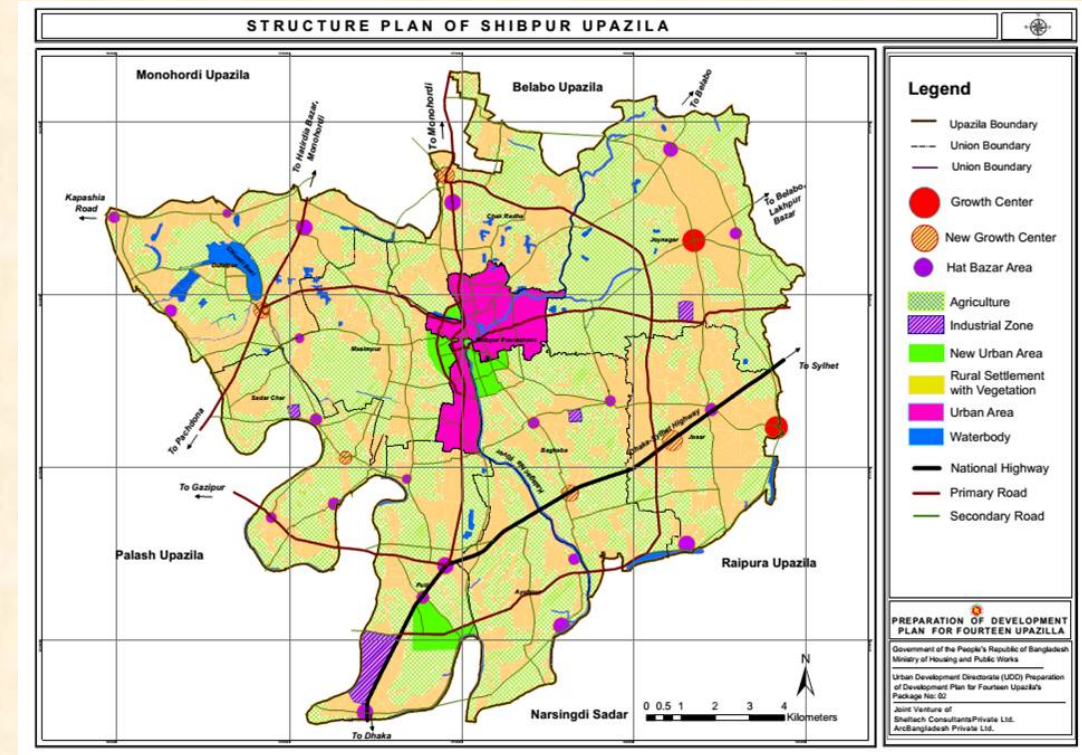 STRUCTURE PLAN OF SHIBPUR UPAZILA
Monohordi Upazila
Belabo Upazila
To Belabo
To Monohordi
To Hatirdia Bazar,
Monohordi
Kapashia
Road
To Belabo,
Lakhpur
Bazar
Chak Radha
Joynagar
Dulalpur
Masimpur
Shibpur Pourashava
Sadar Char
To Sylhet
Dhaka-Sylhet Highway
Josar
Baghaba
To Pachdona
To Gazipur
Palash Upazila
Raipura Upazila
Puti
N
0 0.5 1 2 3 4
Kilometers
Narsingdi Sadar
To Dhaka
Legend
Upazila Boundary
Union Boundary
Union Boundary
Growth Center
New Growth Center
Hat Bazar Area
Agriculture
Industrial Zone
New Urban Area
Rural Settlement
with Vegetation
Urban Area
Waterbody
National Highway
Primary Road
Secondary Road
PREPARATION OF DEVELOPMENT
PLAN FOR FOURTEEN UPAZILLA
Government of the People's Republic of Bangladesh
Ministry of Housing and Public Works
Urban Development Directorate (UDD) Preparation
of Development Plan for Fourteen Upazila's
Package No: 02
Joint Venture of
Sheltech ConsultantsPrivate Ltd.
ArcBangladesh Private Ltd.